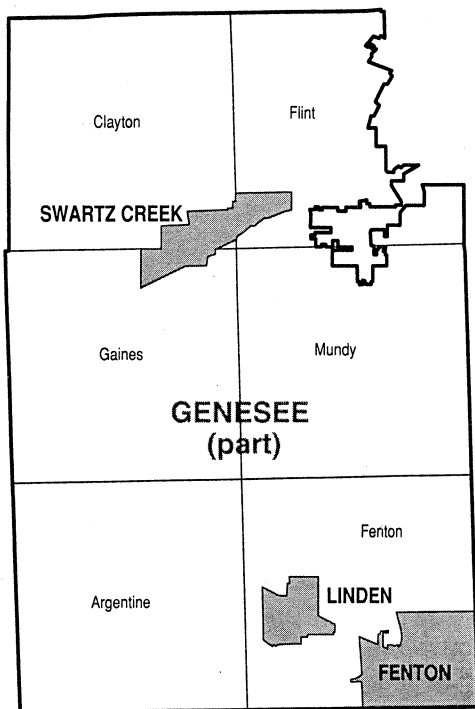 Clayton
Flint
SWARTZ CREEK
Gaines
Mundy
GENESEE
(part)
Fenton
Argentine
LINDEN
FENTON